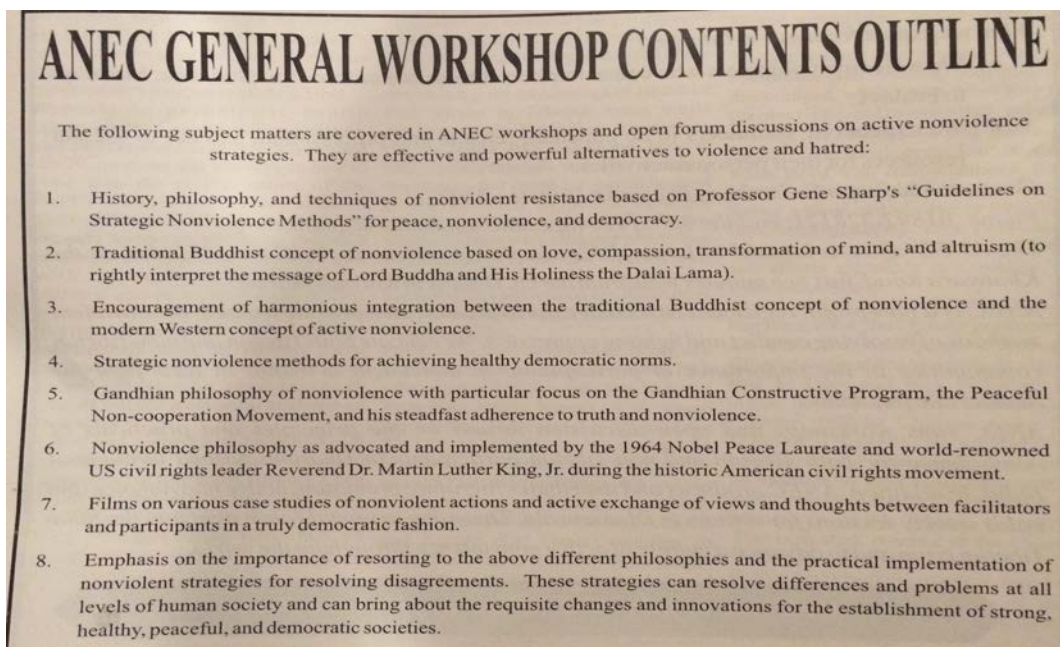 ANEC GENERAL WORKSHOP CONTENTS OUTLINE
The following subject matters are covered in ANEC workshops and open forum discussions on active nonviolence
strategies. They are effective and powerful alternatives to violence and hatred:
1. History, philosophy, and techniques of nonviolent resistance based on Professor Gene Sharp's “Guidelines on
Strategic Nonviolence Methods” for peace, nonviolence, and democracy.
2. Traditional Buddhist concept of nonviolence based on love, compassion, transformation of mind, and altruism (to
rightly interpret the message of Lord Buddha and His Holiness the Dalai Lama).
3. Encouragement of harmonious integration between the traditional Buddhist concept of nonviolence and the
modern Western concept of active nonviolence.
4. Strategic nonviolence methods for achieving healthy democratic norms.
5. Gandhian philosophy of nonviolence with particular focus on the Gandhian Constructive Program, the Peaceful
Non-cooperation Movement, and his steadfast adherence to truth and nonviolence.
6. Nonviolence philosophy as advocated and implemented by the 1964 Nobel Peace Laureate and world-renowned
US civil rights leader Reverend Dr. Martin Luther King, Jr. during the historic American civil rights movement.
7. Films on various case studies of nonviolent actions and active exchange of views and thoughts between facilitators
and participants in a truly democratic fashion.
8. Emphasis on the importance of resorting to the above different philosophies and the practical implementation of
nonviolent strategies for resolving disagreements. These strategies can resolve differences and problems at all
levels of human society and can bring about the requisite changes and innovations for the establishment of strong,
healthy, peaceful, and democratic societies.